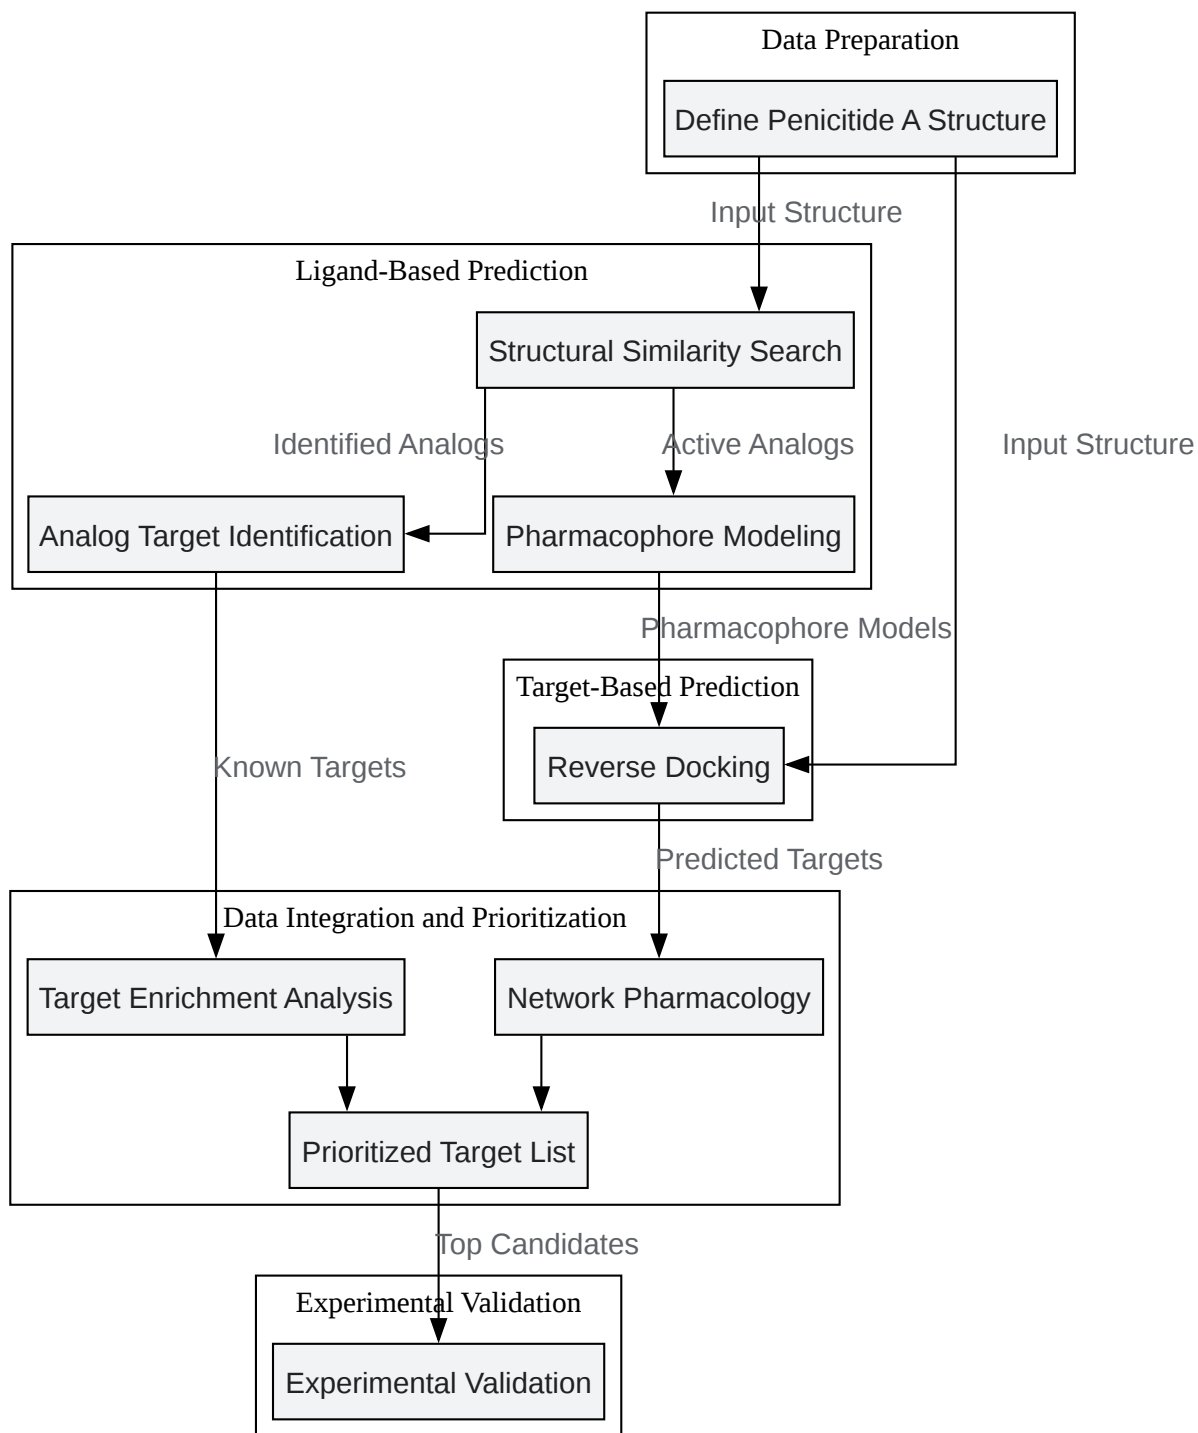 Data Preparation
Define Penicitide A Structure
Input Structure
Ligand-Based Prediction
Structural Similarity Search
Identified Analogs
Active Analogs
Input Structure
Analog Target Identification
Pharmacophore Modeling
Pharmacophore Models
Target-Based Prediction
Reverse Docking
Known Targets
Predicted Targets
Data Integration and Prioritization
Target Enrichment Analysis
Network Pharmacology
Prioritized Target List
Top Candidates
Experimental Validation
Experimental Validation